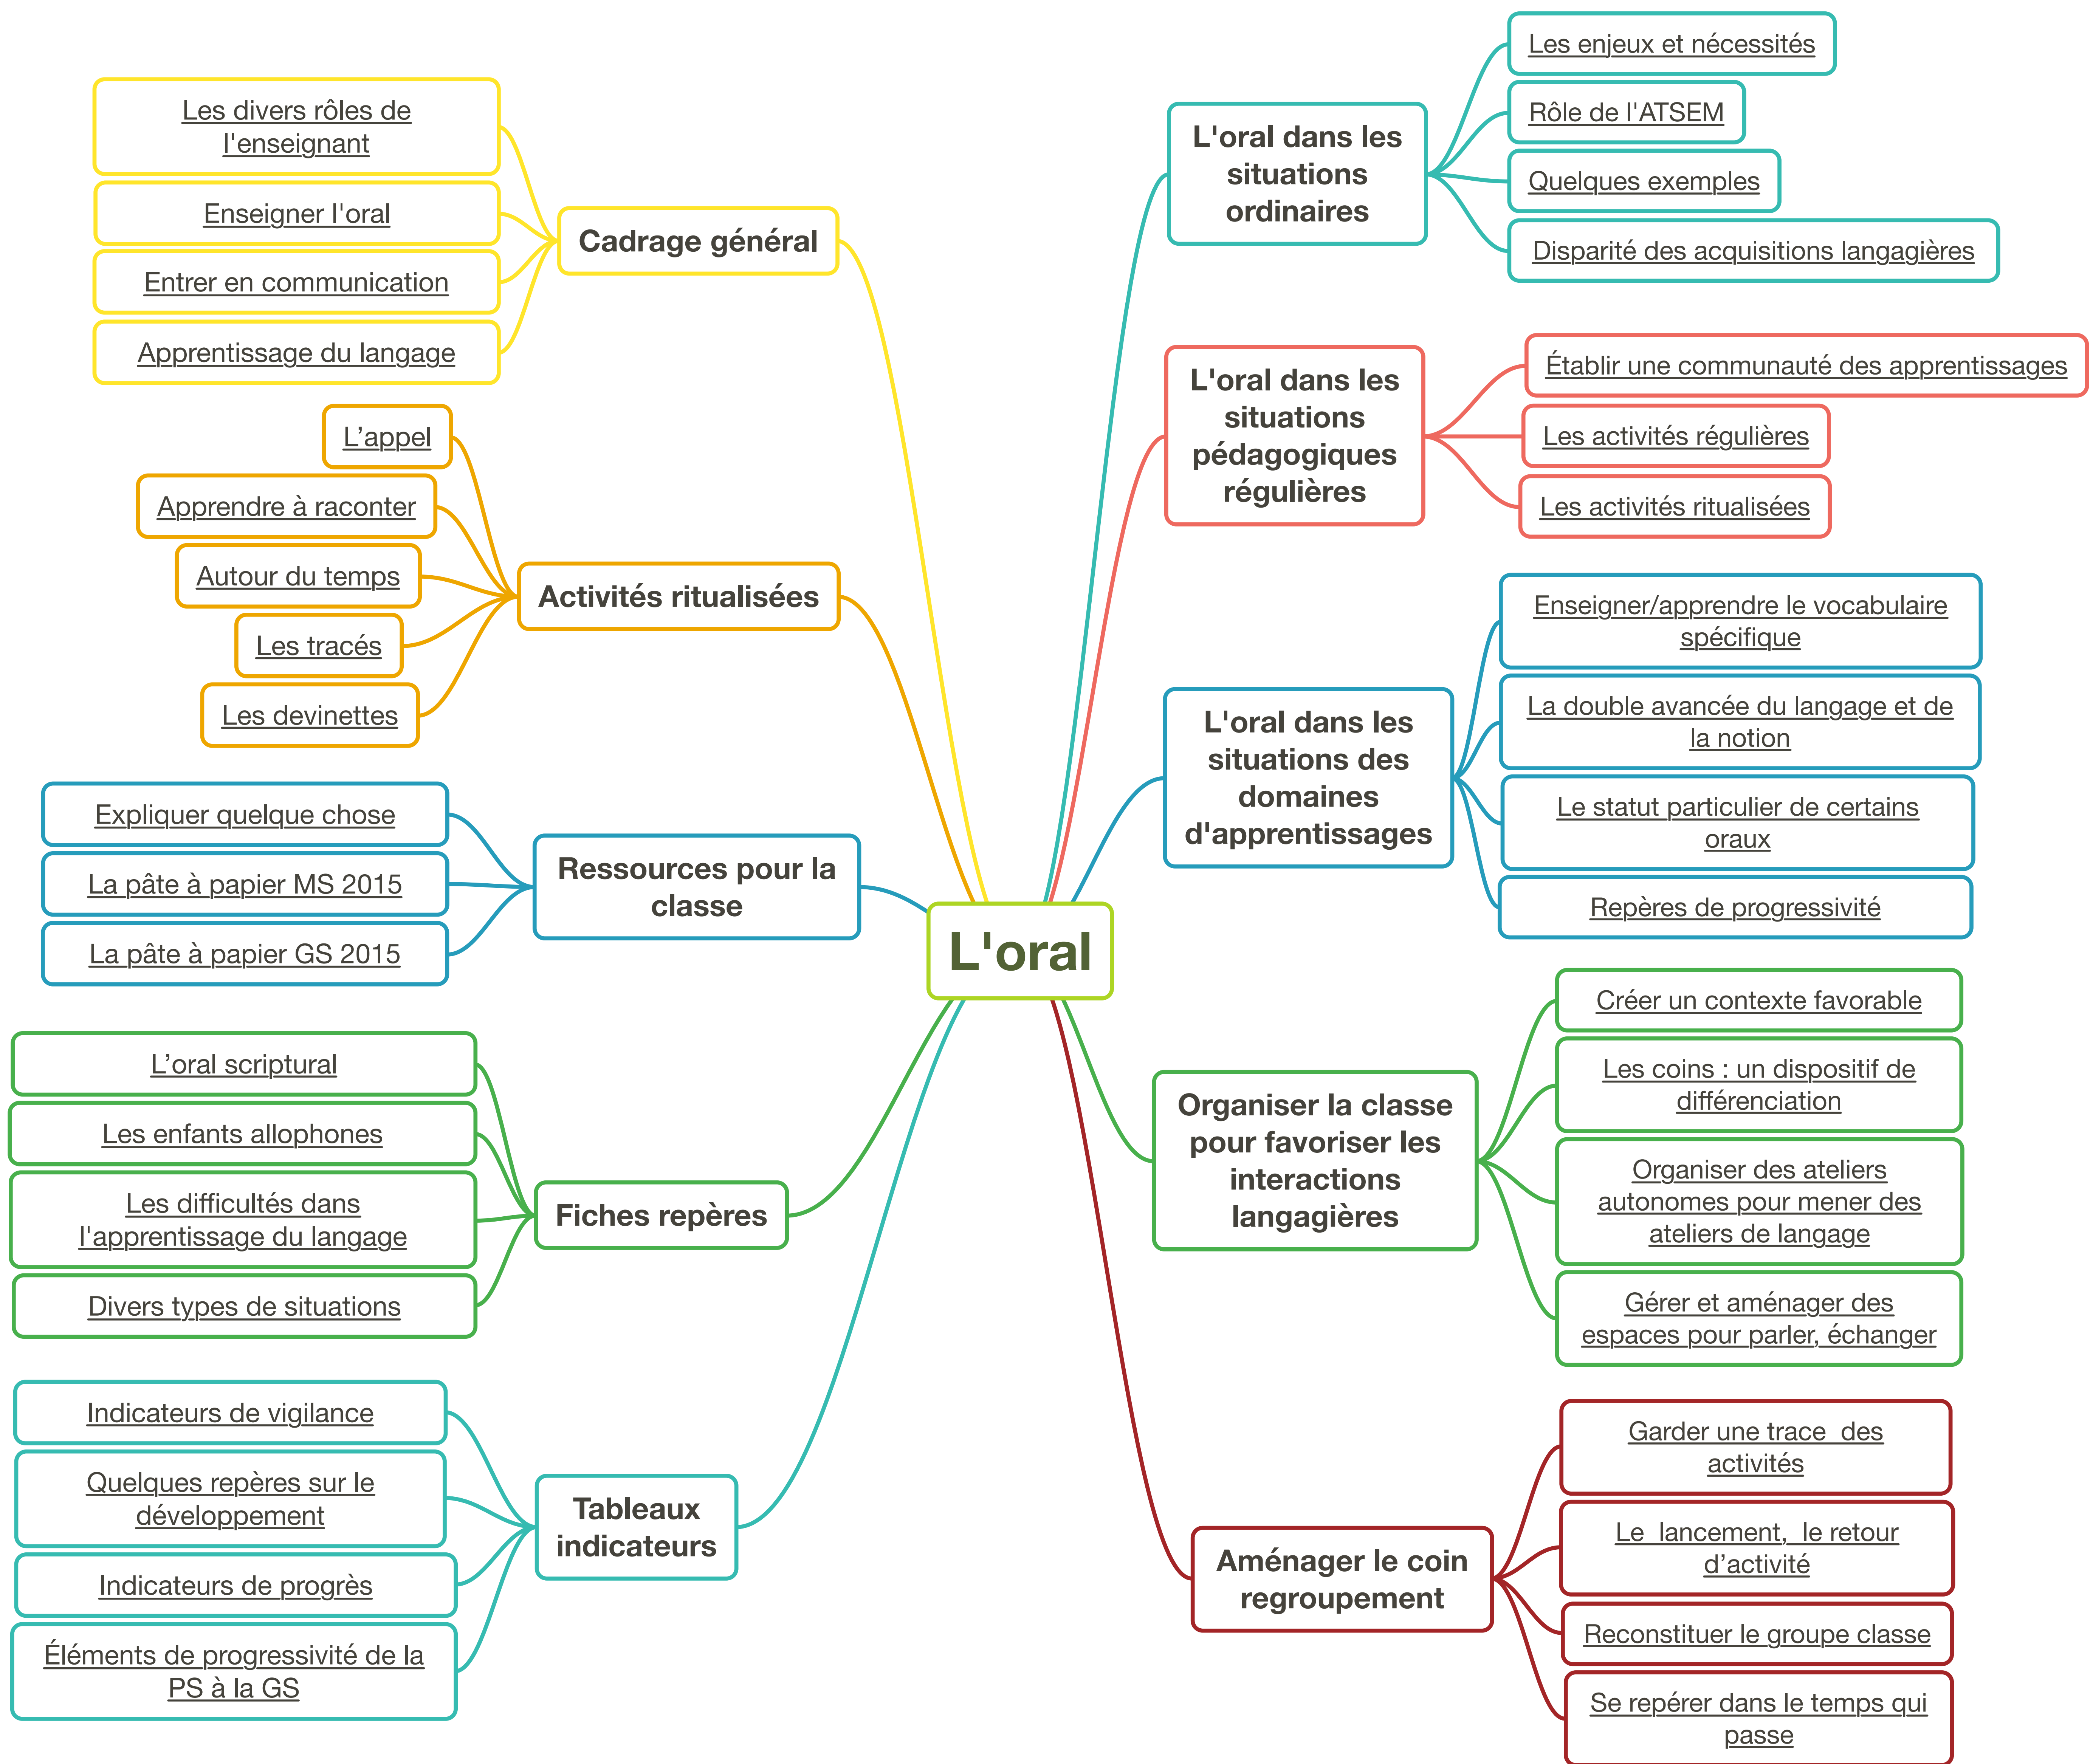 L'oral
Cadrage général
Les divers rôles de
l'enseignant
Enseigner l'oral
Entrer en communication
Apprentissage du langage
Activités ritualisées
L’appel
Apprendre à raconter
Autour du temps
Les tracés
Les devinettes
Ressources pour la
classe
Expliquer quelque chose
La pâte à papier MS 2015
La pâte à papier GS 2015
Fiches repères
L’oral scriptural
Les enfants allophones
Les difficultés dans
l'apprentissage du langage
Divers types de situations
Tableaux
indicateurs
Indicateurs de vigilance
Quelques repères sur le
développement
Indicateurs de progrès
Éléments de progressivité de la
PS à la GS
L'oral dans les
situations
ordinaires
Les enjeux et nécessités
Rôle de l'ATSEM
Quelques exemples
Disparité des acquisitions langagières
L'oral dans les
situations
pédagogiques
régulières
Établir une communauté des apprentissages
Les activités régulières
Les activités ritualisées
L'oral dans les
situations des
domaines
d'apprentissages
Enseigner/apprendre le vocabulaire
spécifique
La double avancée du langage et de
la notion
Le statut particulier de certains
oraux
Repères de progressivité
Organiser la classe
pour favoriser les
interactions
langagières
Créer un contexte favorable
Les coins : un dispositif de
différenciation
Organiser des ateliers
autonomes pour mener des
ateliers de langage
Gérer et aménager des
espaces pour parler, échanger
Aménager le coin
regroupement
Garder une trace  des
activités
Le  lancement,  le retour
d’activité
Reconstituer le groupe classe
Se repérer dans le temps qui
passe